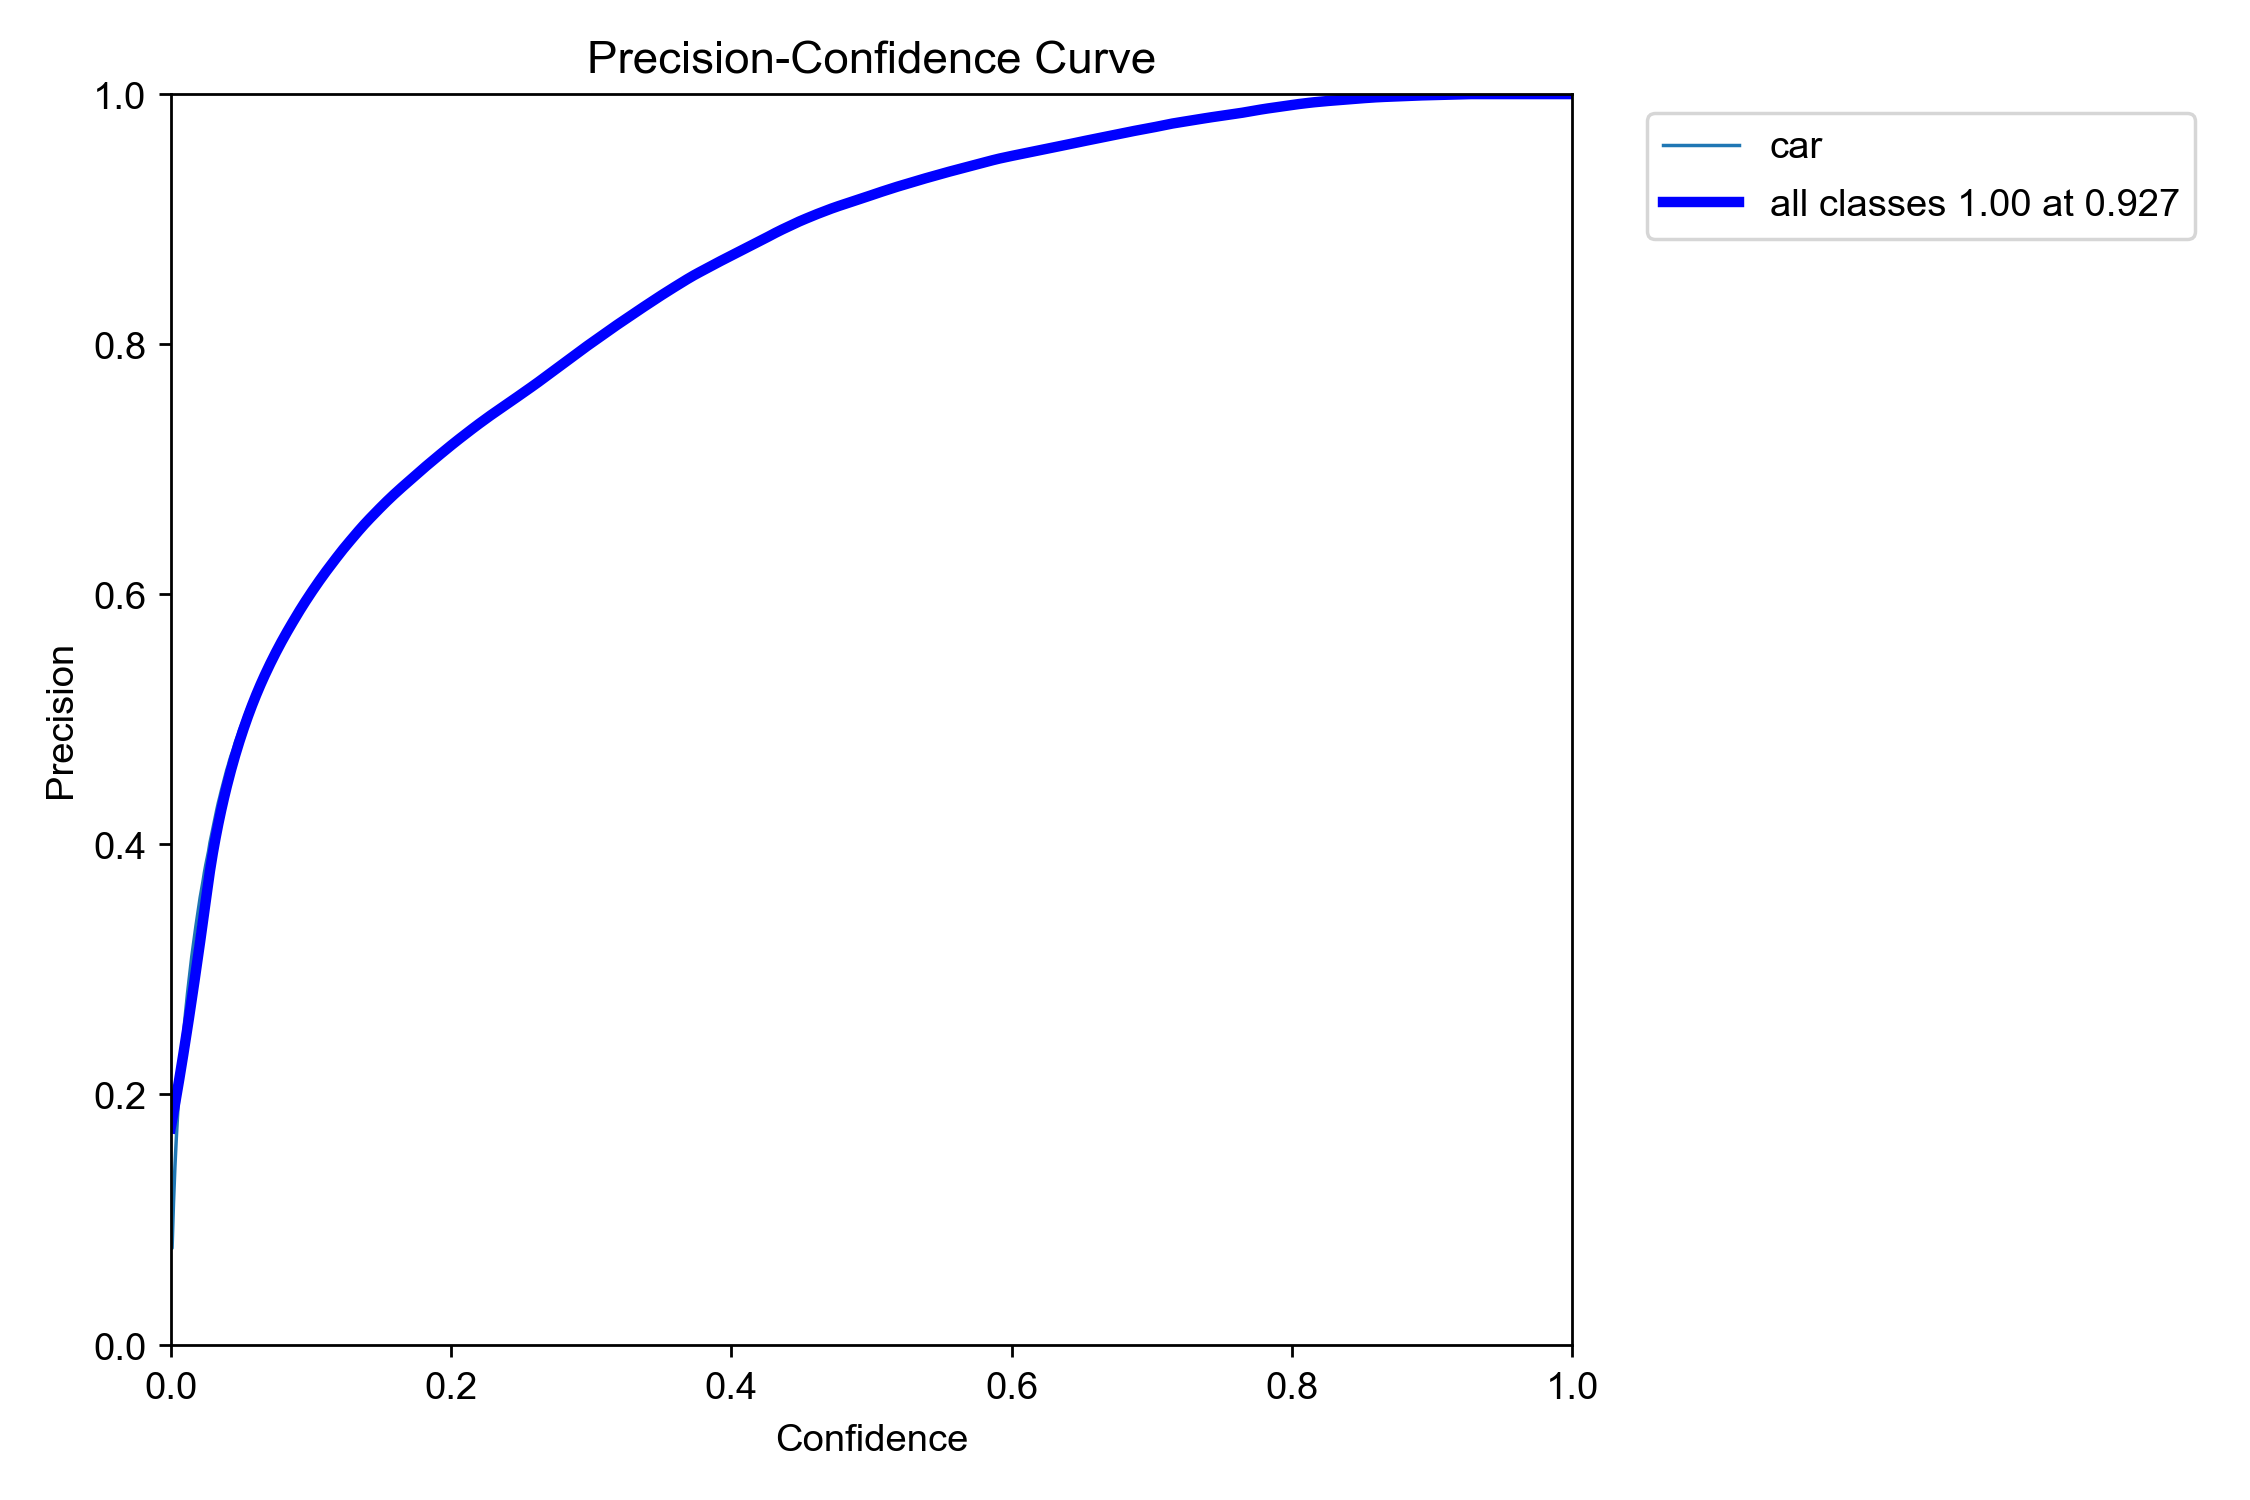 Precision-Confidence Curve
1.0
0.8
0.6
0.4
0.2
0.0
Precision
0.0 0.2 0.4 0.6 0.8 1.0
Confidence
car
all classes 1.00 at 0.927